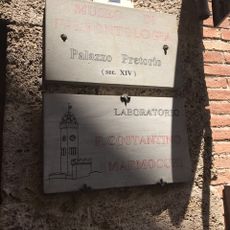 MUSEO DI
PALEONTOLOGIA
Palazzo Pretorio
(sec. XIV)
LABORATORIO
P. COSTANTINO
MARMOCCHI